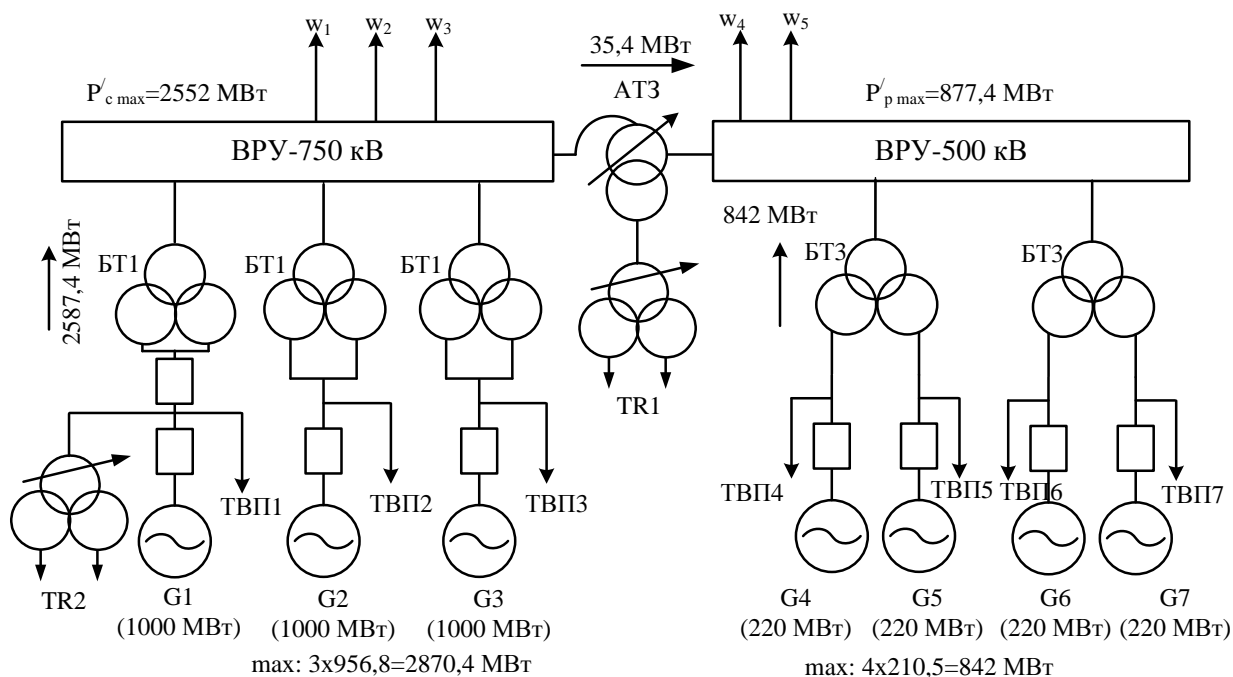 w1 w2 w3
w4 w5
35,4 МВт
P/c max=2552 МВт
АТЗ
P/p max=877,4 МВт
ВРУ-750 кВ
ВРУ-500 кВ
2587,4 МВт
842 МВт
БТ1 БТ1 БТ1
БТ3 БТ3
TR1
ТВП1 ТВП2 ТВП3
ТВП4 ТВП5 ТВП6 ТВП7
TR2
G1 G2 G3 G4 G5 G6 G7
(1000 МВт) (1000 МВт) (1000 МВт) (220 МВт) (220 МВт) (220 МВт) (220 МВт)
max: 3x956,8=2870,4 МВт
max: 4x210,5=842 МВт